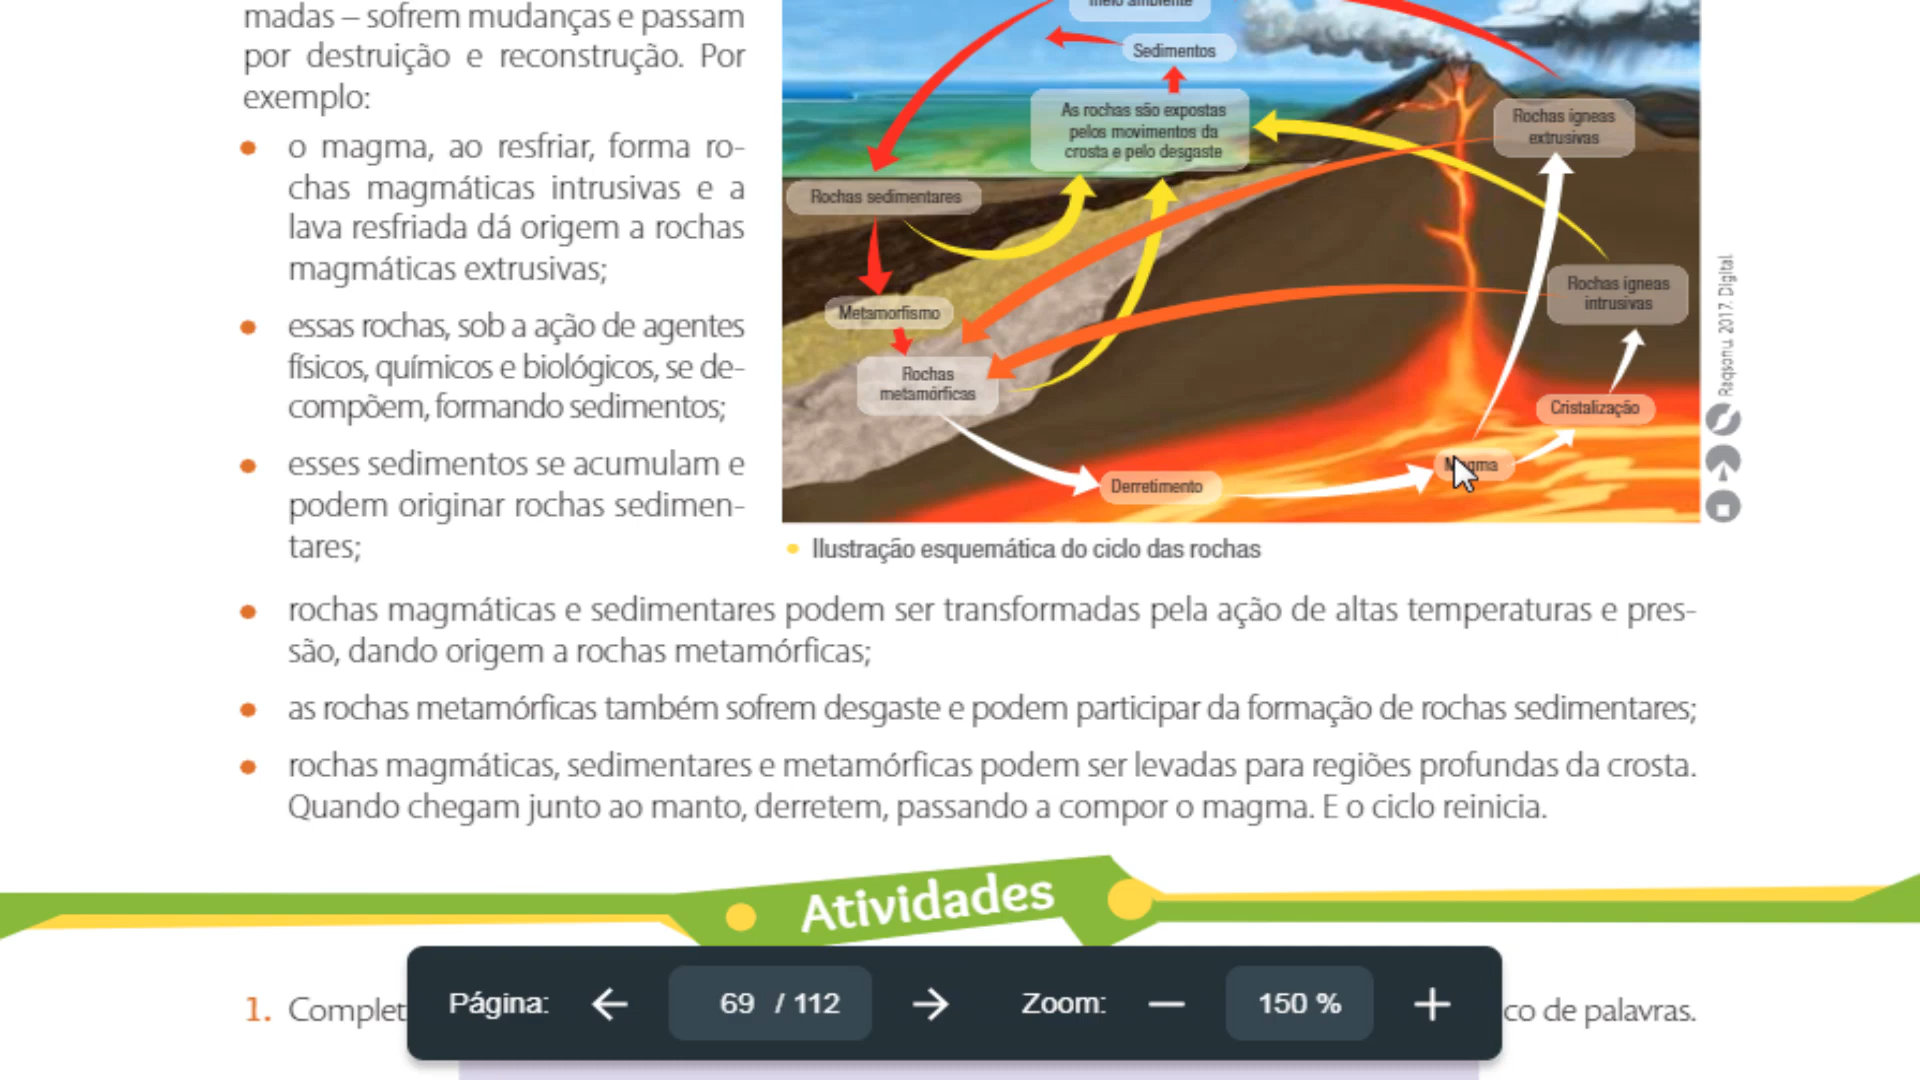 madas – sofrem mudanças e passam
por destruição e reconstrução. Por
exemplo:
• o magma, ao resfriar, forma ro-
chas magmáticas intrusivas e a
lava resfriada dá origem a rochas
magmáticas extrusivas;
• essas rochas, sob a ação de agentes
físicos, químicos e biológicos, se de-
compõem, formando sedimentos;
• esses sedimentos se acumulam e
podem originar rochas sedimen-
tares;
meio ambiente
Sedimentos
As rochas são expostas
pelos movimentos da
crosta e pelo desgaste
Rochas ígneas
extrusivas
Rochas sedimentares
Rochas ígneas
intrusivas
Metamorfismo
Rochas
metamórficas
Cristalização
Magma
Derretimento
2017. Digital.
• Ilustração esquemática do ciclo das rochas
• rochas magmáticas e sedimentares podem ser transformadas pela ação de altas temperaturas e pres-
são, dando origem a rochas metamórficas;
• as rochas metamórficas também sofrem desgaste e podem participar da formação de rochas sedimentares;
• rochas magmáticas, sedimentares e metamórficas podem ser levadas para regiões profundas da crosta.
Quando chegam junto ao manto, derretem, passando a compor o magma. E o ciclo reinicia.
Atividades
1. Complet
co de palavras.
Página: 69 / 112 Zoom: 150 %